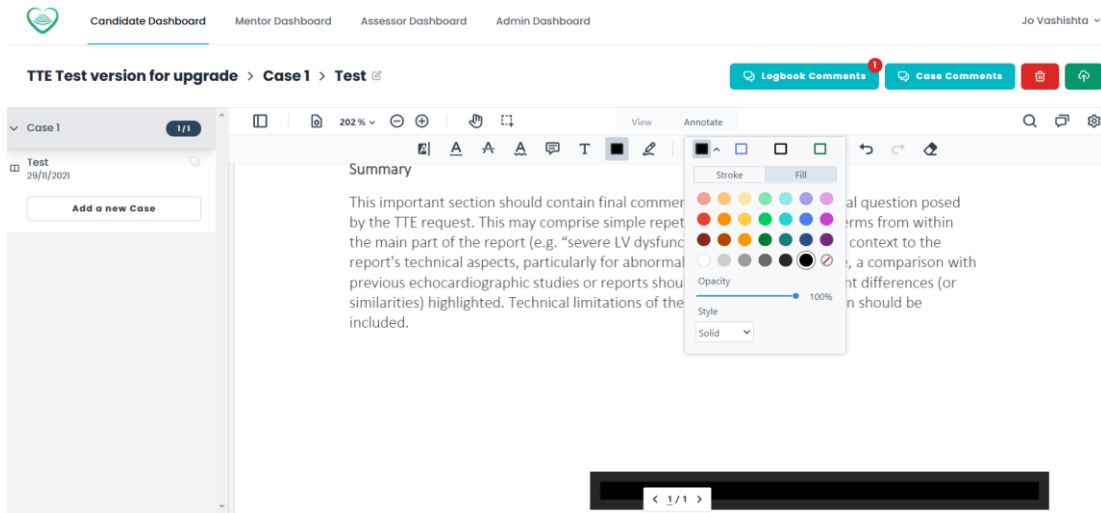 Candidate Dashboard Mentor Dashboard Assessor Dashboard Admin Dashboard Jo Vashishta
TTE Test version for upgrade > Case 1 > Test
Logbook Comments 1 Case Comments
Case 1 1/1
202 % View Annotate
Test
29/11/2021
T
Add a new Case
Stroke Fill
Opacity
100%
Style
Solid
Summary
This important section should contain final commen al question posed
by the TTE request. This may comprise simple repet erms from within
the main part of the report (e.g. “severe LV dysfunc context to the
report's technical aspects, particularly for abnormal e, a comparison with
previous echocardiographic studies or reports shou nt differences (or
similarities) highlighted. Technical limitations of the n should be
included.
< 1/1 >